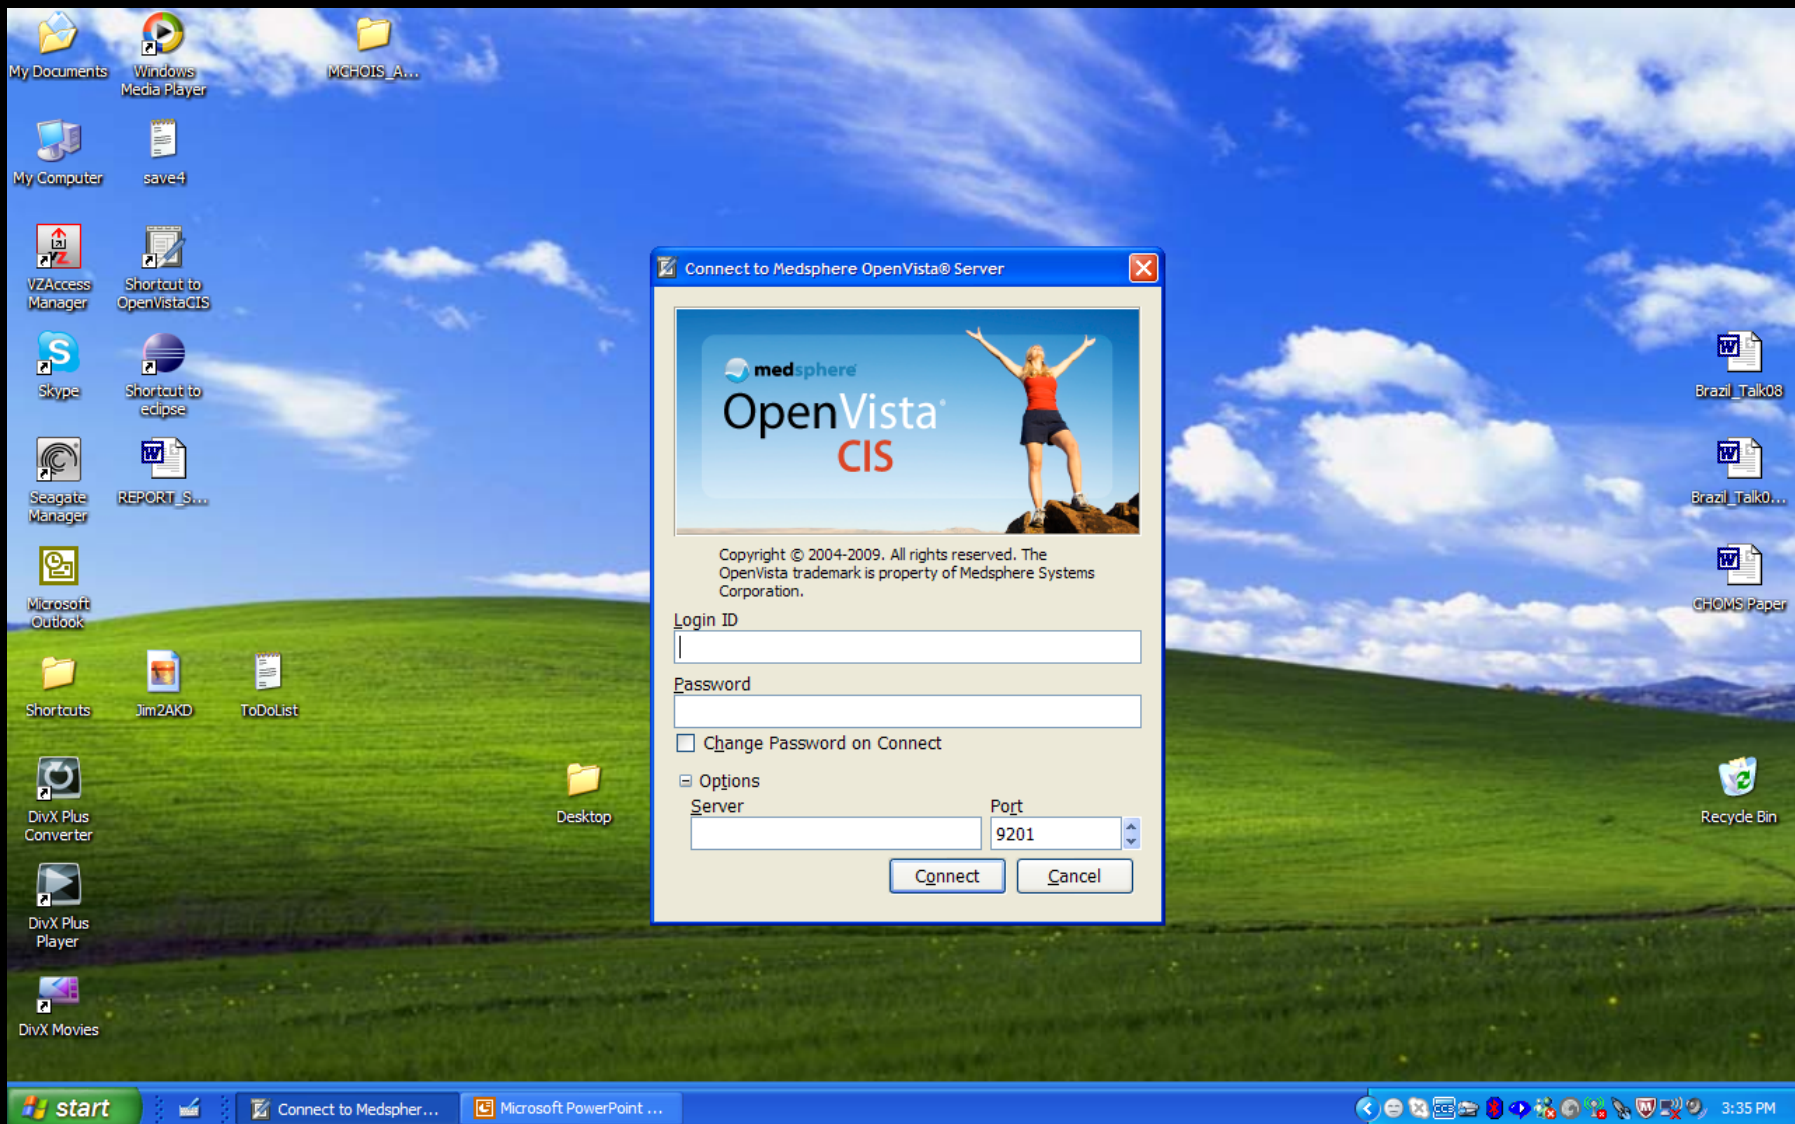 My Documents
Windows
Media Player
MCHOIS_A...
My Computer
save4
VZAccess
Manager
Shortcut to
OpenVistaCIS
Skype
Shortcut to
eclipse
Seagate
Manager
REPORT_S...
Microsoft
Outlook
Shortcuts
Jim2AKD
ToDoList
DivX Plus
Converter
Desktop
DivX Plus
Player
DivX Movies
Connect to Medsphere OpenVista® Server
medsphere
OpenVista
CIS
Copyright © 2004-2009. All rights reserved. The
OpenVista trademark is property of Medsphere Systems
Corporation.
Login ID
Password
Change Password on Connect
Options
Server
Port
9201
Connect
Cancel
Brazil_Talk08
Brazil_Talk0...
CHOMS Paper
Recycle Bin
start
Connect to Medspher...
Microsoft PowerPoint ...
3:35 PM